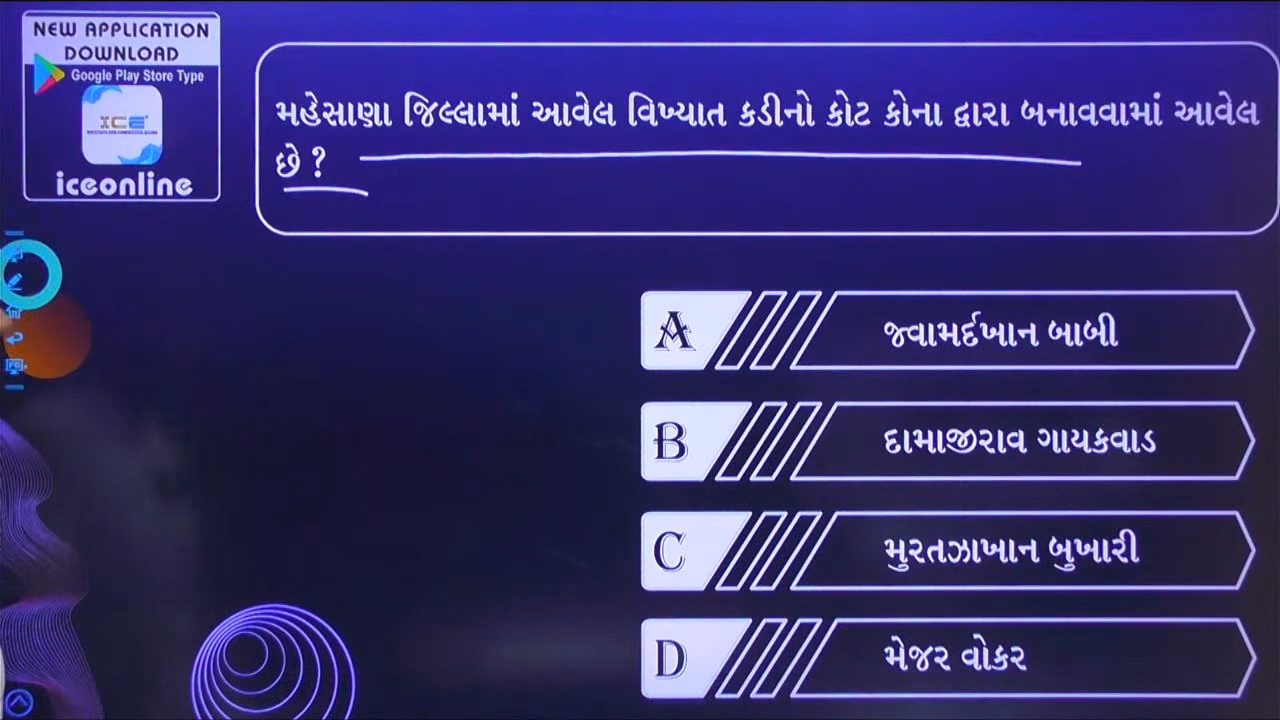 NEW APPLICATION
DOWNLOAD
Google Play Store Type
ICE
iceonline
મહેસાણા જિલ્લામાં આવેલ વિખ્યાત કડીનો કોટ કોના દ્વારા બનાવવામાં આવેલ
છે ?
A જ્વામર્દખાન બાબી
B દામાજીરાવ ગાયકવાડ
C મુરતઝાખાન બુખારી
D મેજર વોકર